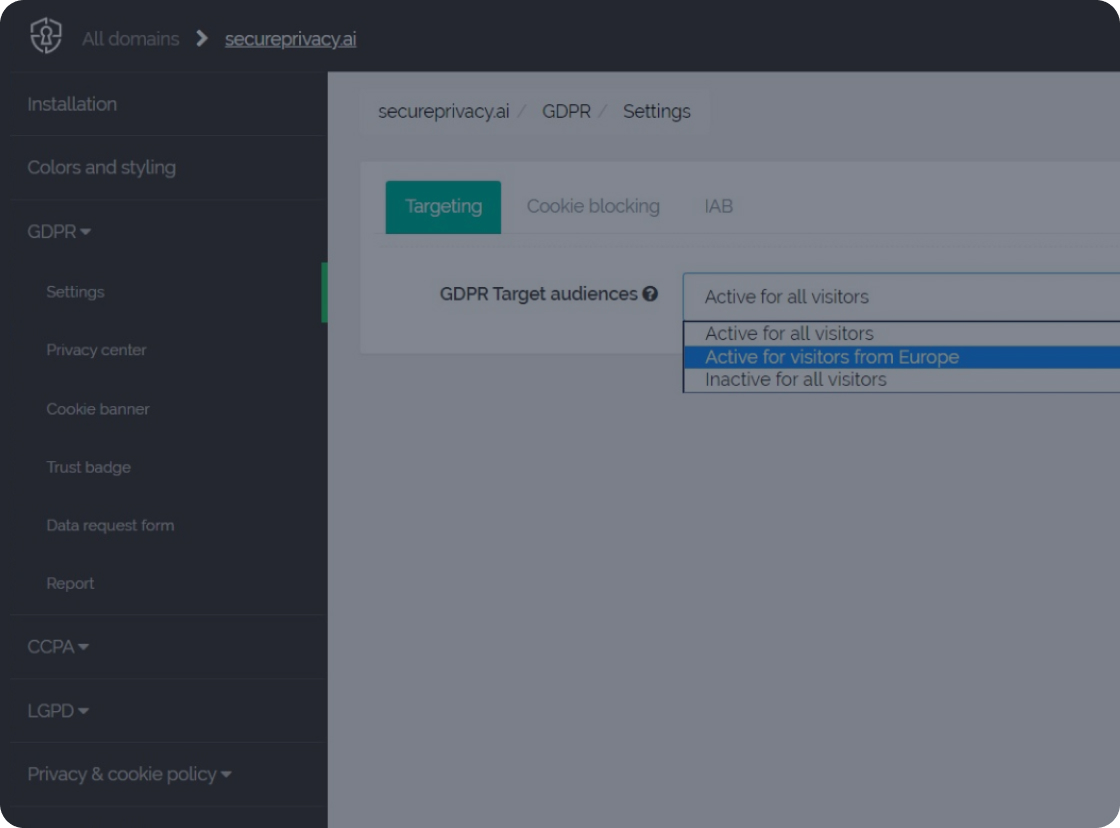 All domains secureprivacy.ai
Installation
Colors and styling
GDPR
Settings
Privacy center
Cookie banner
Trust badge
Data request form
Report
CCPA
LGPD
Privacy & cookie policy
secureprivacy.ai / GDPR / Settings
Targeting Cookie blocking IAB
GDPR Target audiences ? Active for all visitors
Active for all visitors
Active for visitors from Europe
Inactive for all visitors